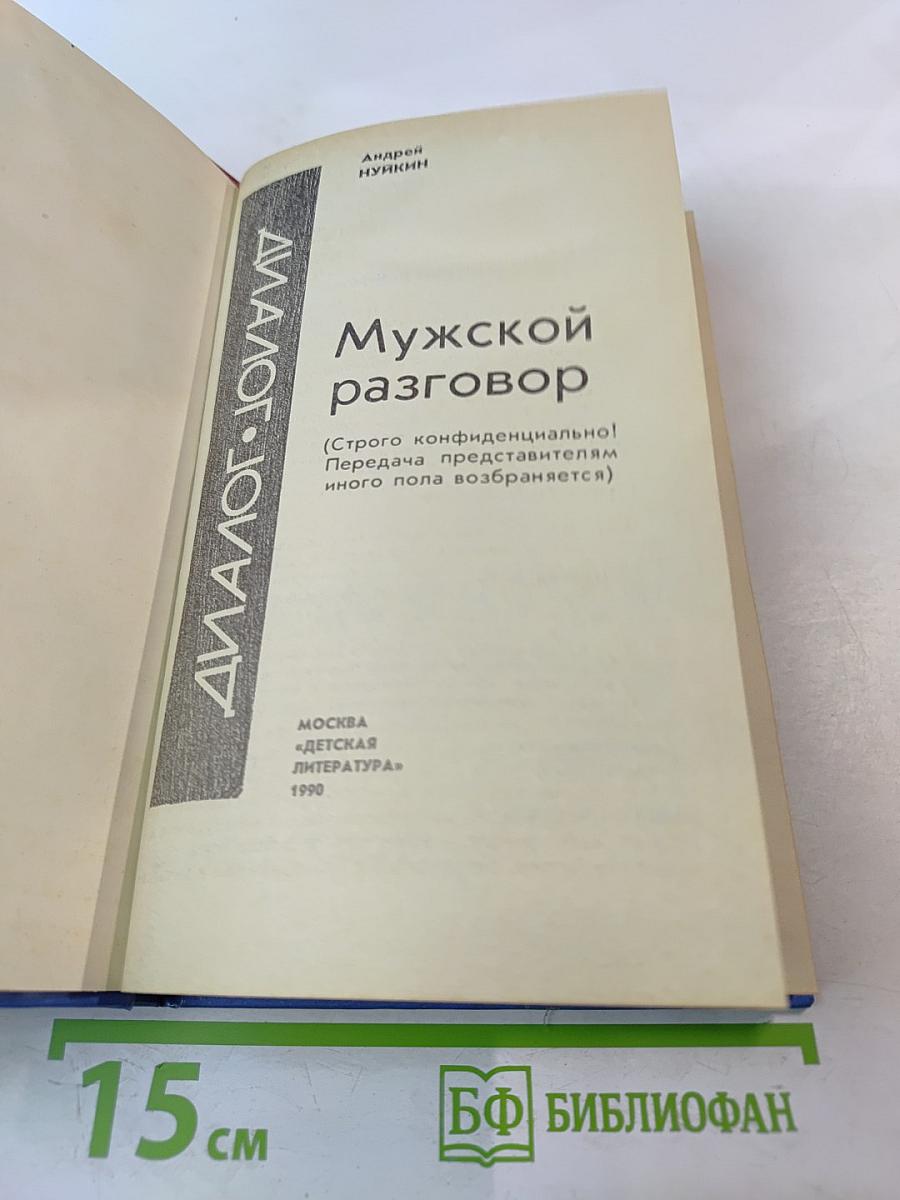 Андрей
НУЙКИН
ДИАЛОГ • ДИАЛОГ
Мужской
разговор
(Строго конфиденциально!
Передача представителям
иного пола возбраняется)
МОСКВА
«ДЕТСКАЯ
ЛИТЕРАТУРА»
1990
15 см
БФ БИБЛИОФАН